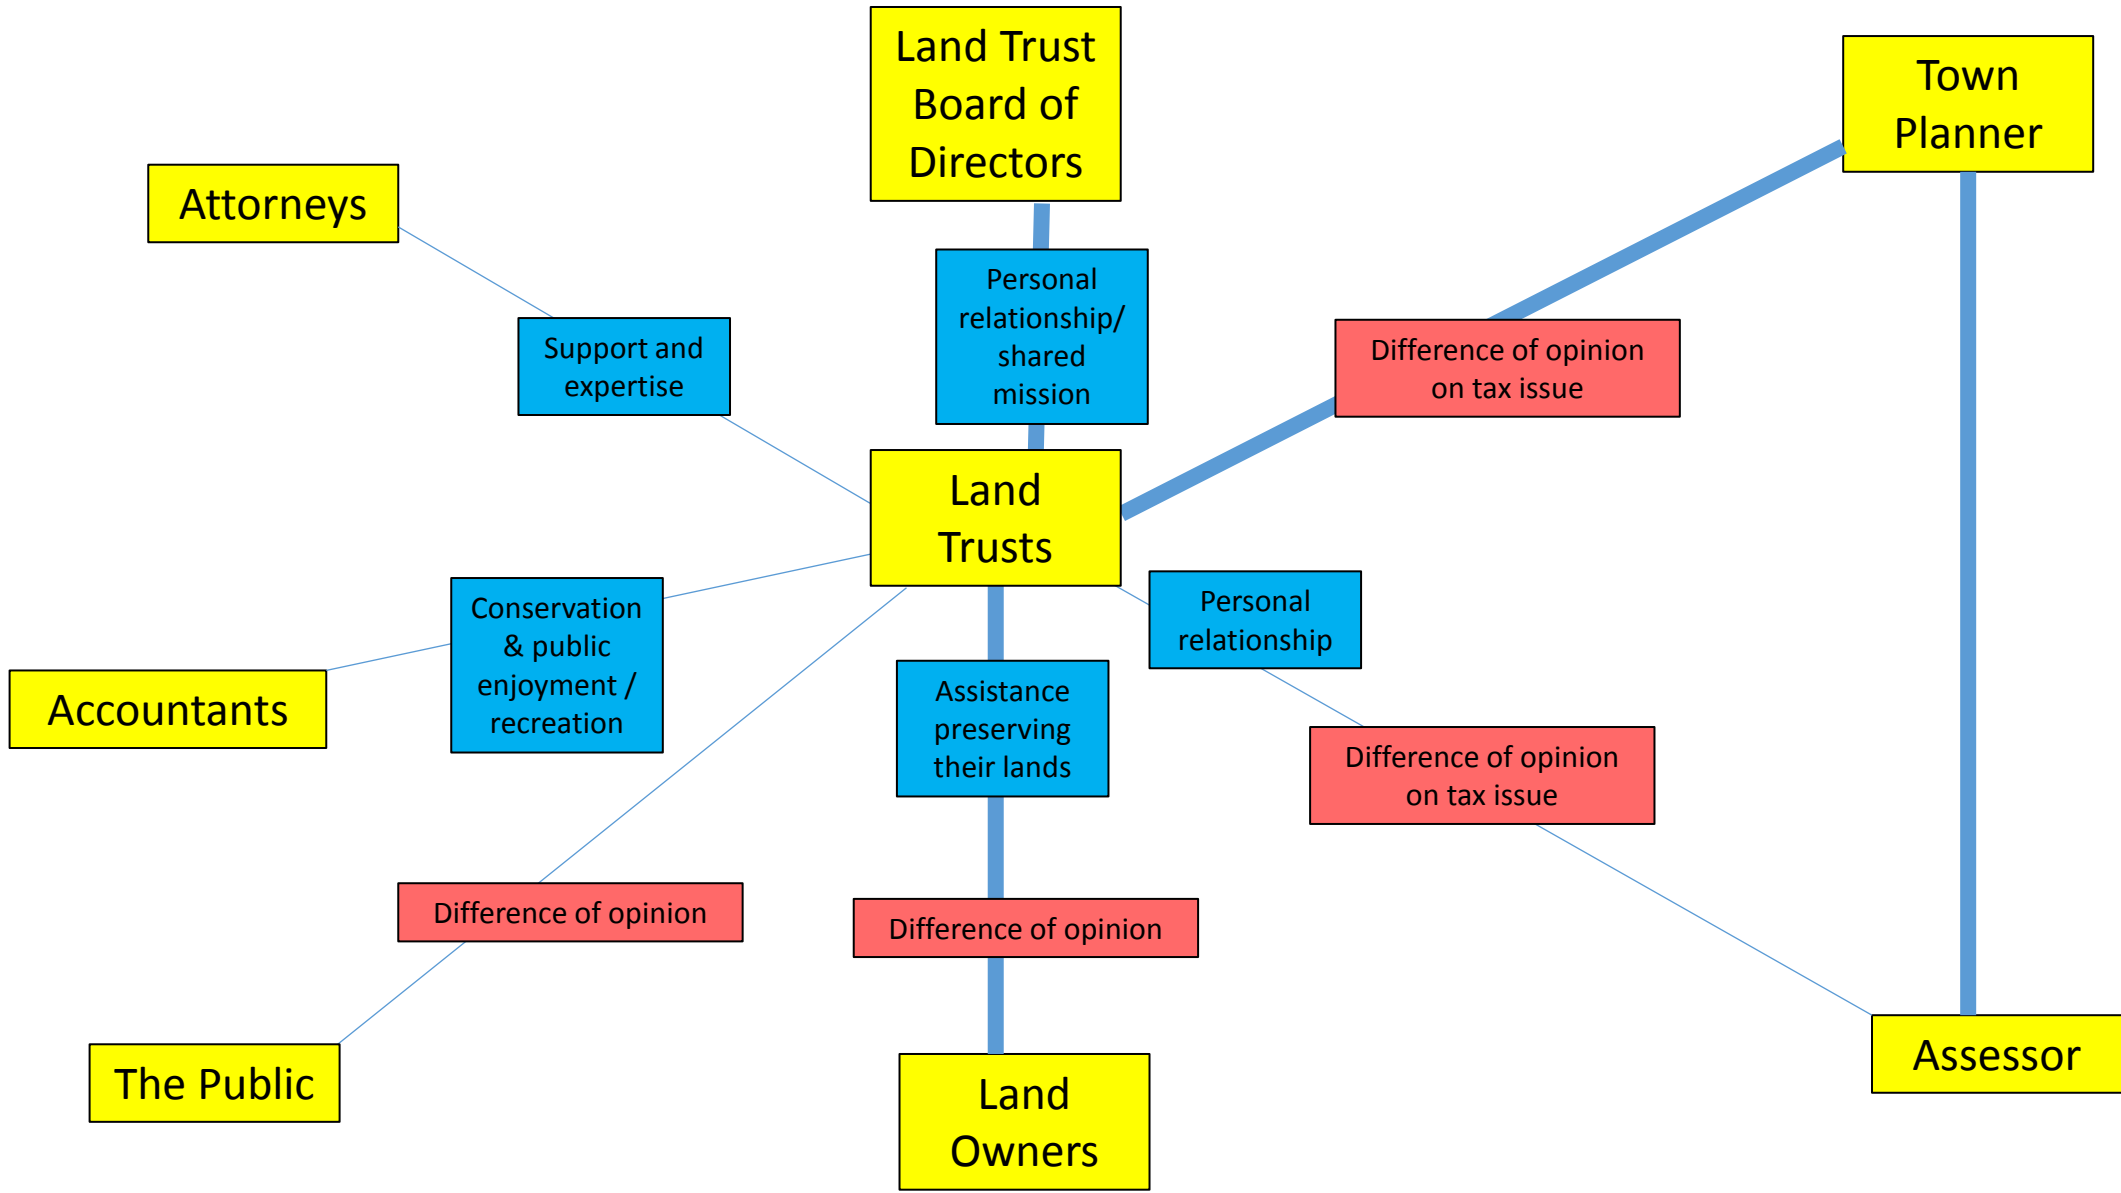 Land Trust
Board of
Directors
Town
Planner
Attorneys
Personal
relationship/
shared
mission
Support and
expertise
Difference of opinion
on tax issue
Land
Trusts
Conservation
& public
enjoyment /
recreation
Personal
relationship
Accountants
Assistance
preserving
their lands
Difference of opinion
on tax issue
Difference of opinion
Difference of opinion
The Public
Land
Owners
Assessor